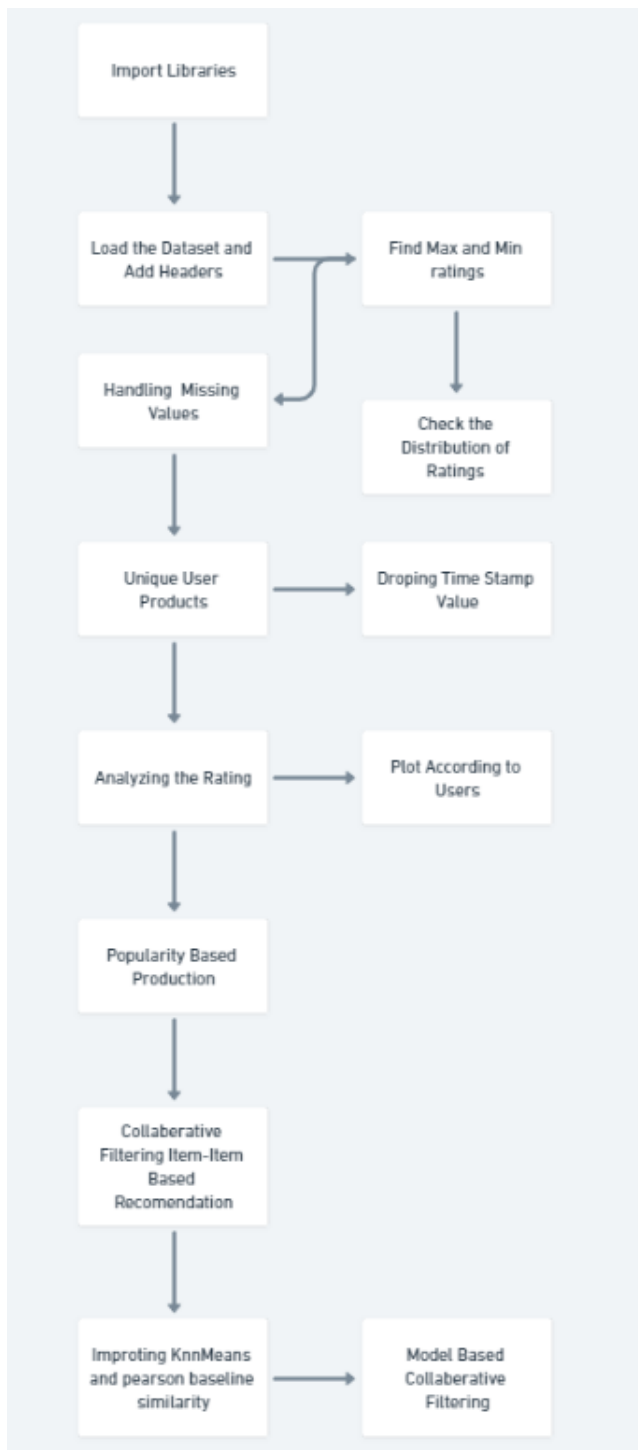 Import Libraries
Load the Dataset and
Add Headers
Find Max and Min
ratings
Handling Missing
Values
Check the
Distribution of
Ratings
Unique User
Products
Droping Time Stamp
Value
Analyzing the Rating
Plot According to
Users
Popularity Based
Production
Collaberative
Filtering Item-Item
Based
Recomendation
Improting KnnMeans
and pearson baseline
similarity
Model Based
Collaberative
Filtering